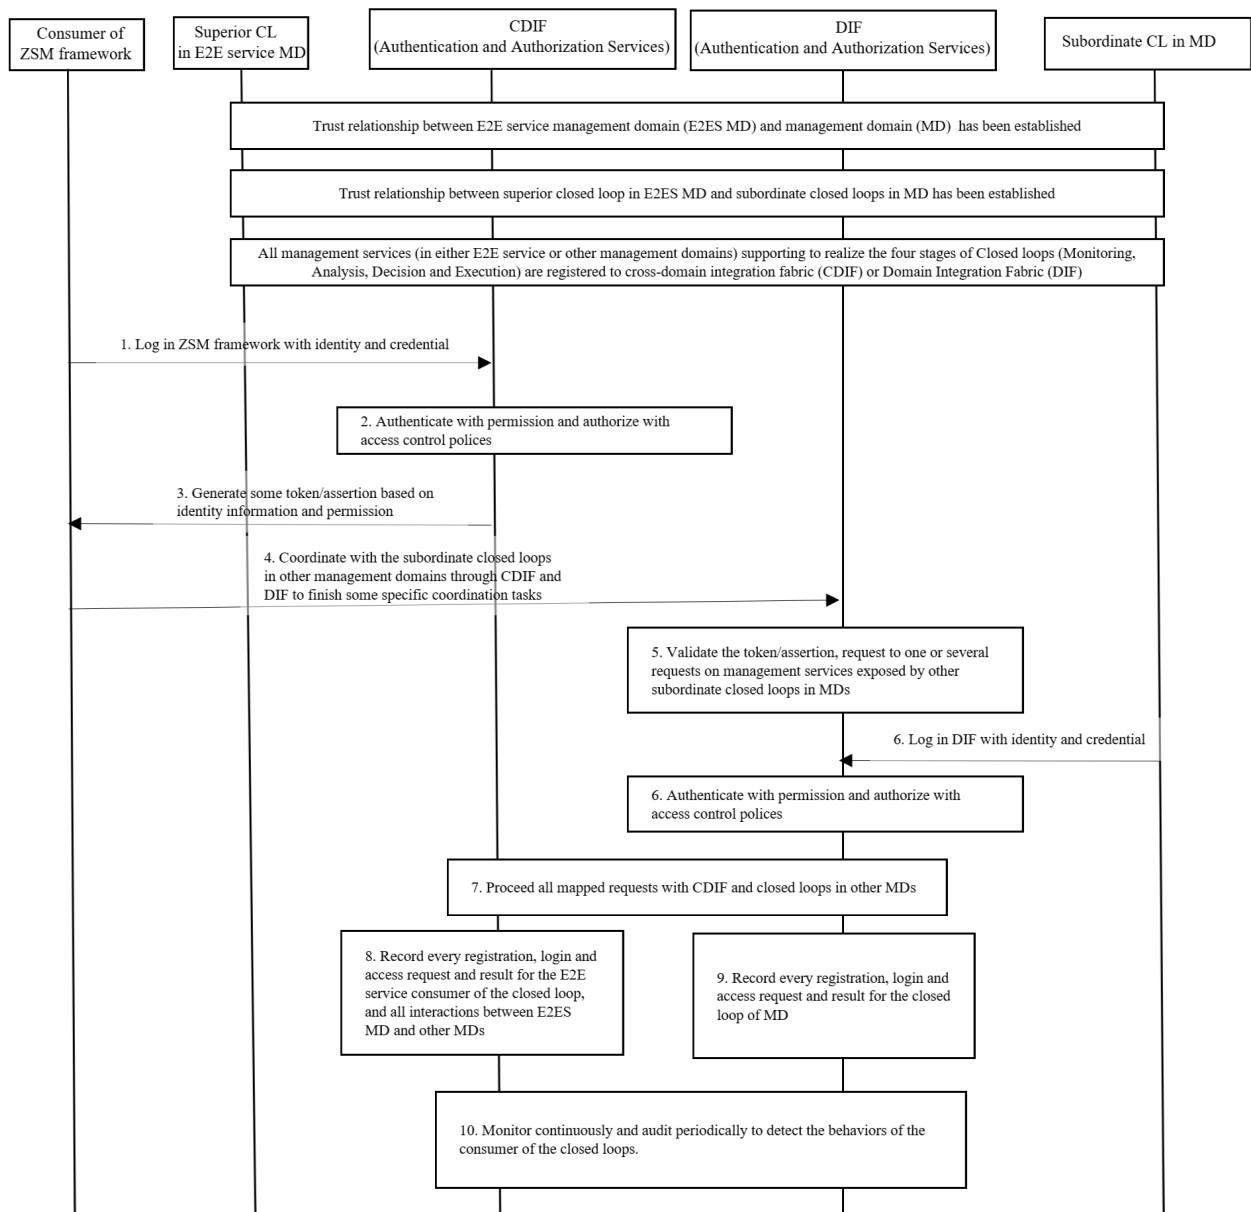 Consumer of
ZSM framework
Superior CL
in E2E service MD
CDIF
(Authentication and Authorization Services)
DIF
(Authentication and Authorization Services)
Subordinate CL in MD
Trust relationship between E2E service management domain (E2ES MD) and management domain (MD) has been established
Trust relationship between superior closed loop in E2ES MD and subordinate closed loops in MD has been established
All management services (in either E2E service or other management domains) supporting to realize the four stages of Closed loops (Monitoring,
Analysis, Decision and Execution) are registered to cross-domain integration fabric (CDIF) or Domain Integration Fabric (DIF)
1. Log in ZSM framework with identity and credential
2. Authenticate with permission and authorize with
access control polices
3. Generate some token/assertion based on
identity information and permission
4. Coordinate with the subordinate closed loops
in other management domains through CDIF and
DIF to finish some specific coordination tasks
5. Validate the token/assertion, request to one or several
requests on management services exposed by other
subordinate closed loops in MDs
6. Log in DIF with identity and credential
6. Authenticate with permission and authorize with
access control polices
7. Proceed all mapped requests with CDIF and closed loops in other MDs
8. Record every registration, login and
access request and result for the E2E
service consumer of the closed loop,
and all interactions between E2ES
MD and other MDs
9. Record every registration, login and
access request and result for the closed
loop of MD
10. Monitor continuously and audit periodically to detect the behaviors of the
consumer of the closed loops.